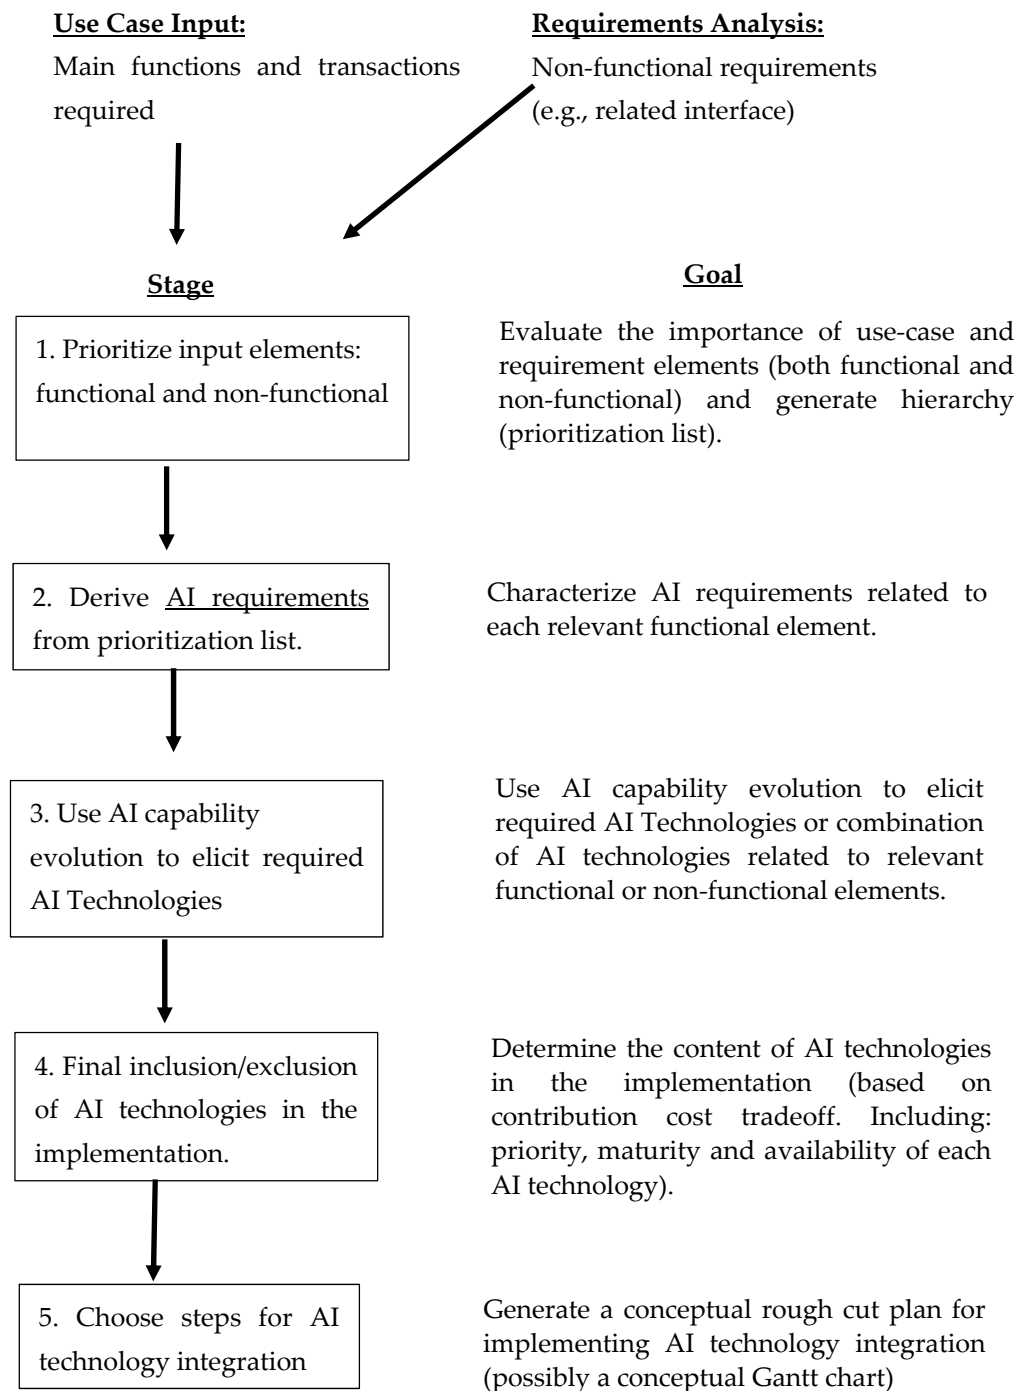 Use Case Input:
Main functions and transactions
required
Requirements Analysis:
Non-functional requirements
(e.g., related interface)
Stage
Goal
1. Prioritize input elements:
functional and non-functional
Evaluate the importance of use-case and
requirement elements (both functional and
non-functional) and generate hierarchy
(prioritization list).
2. Derive AI requirements
from prioritization list.
Characterize AI requirements related to
each relevant functional element.
3. Use AI capability
evolution to elicit required
AI Technologies
Use AI capability evolution to elicit
required AI Technologies or combination
of AI technologies related to relevant
functional or non-functional elements.
4. Final inclusion/exclusion
of AI technologies in the
implementation.
Determine the content of AI technologies
in the implementation (based on
contribution cost tradeoff. Including:
priority, maturity and availability of each
AI technology).
5. Choose steps for AI
technology integration
Generate a conceptual rough cut plan for
implementing AI technology integration
(possibly a conceptual Gantt chart)